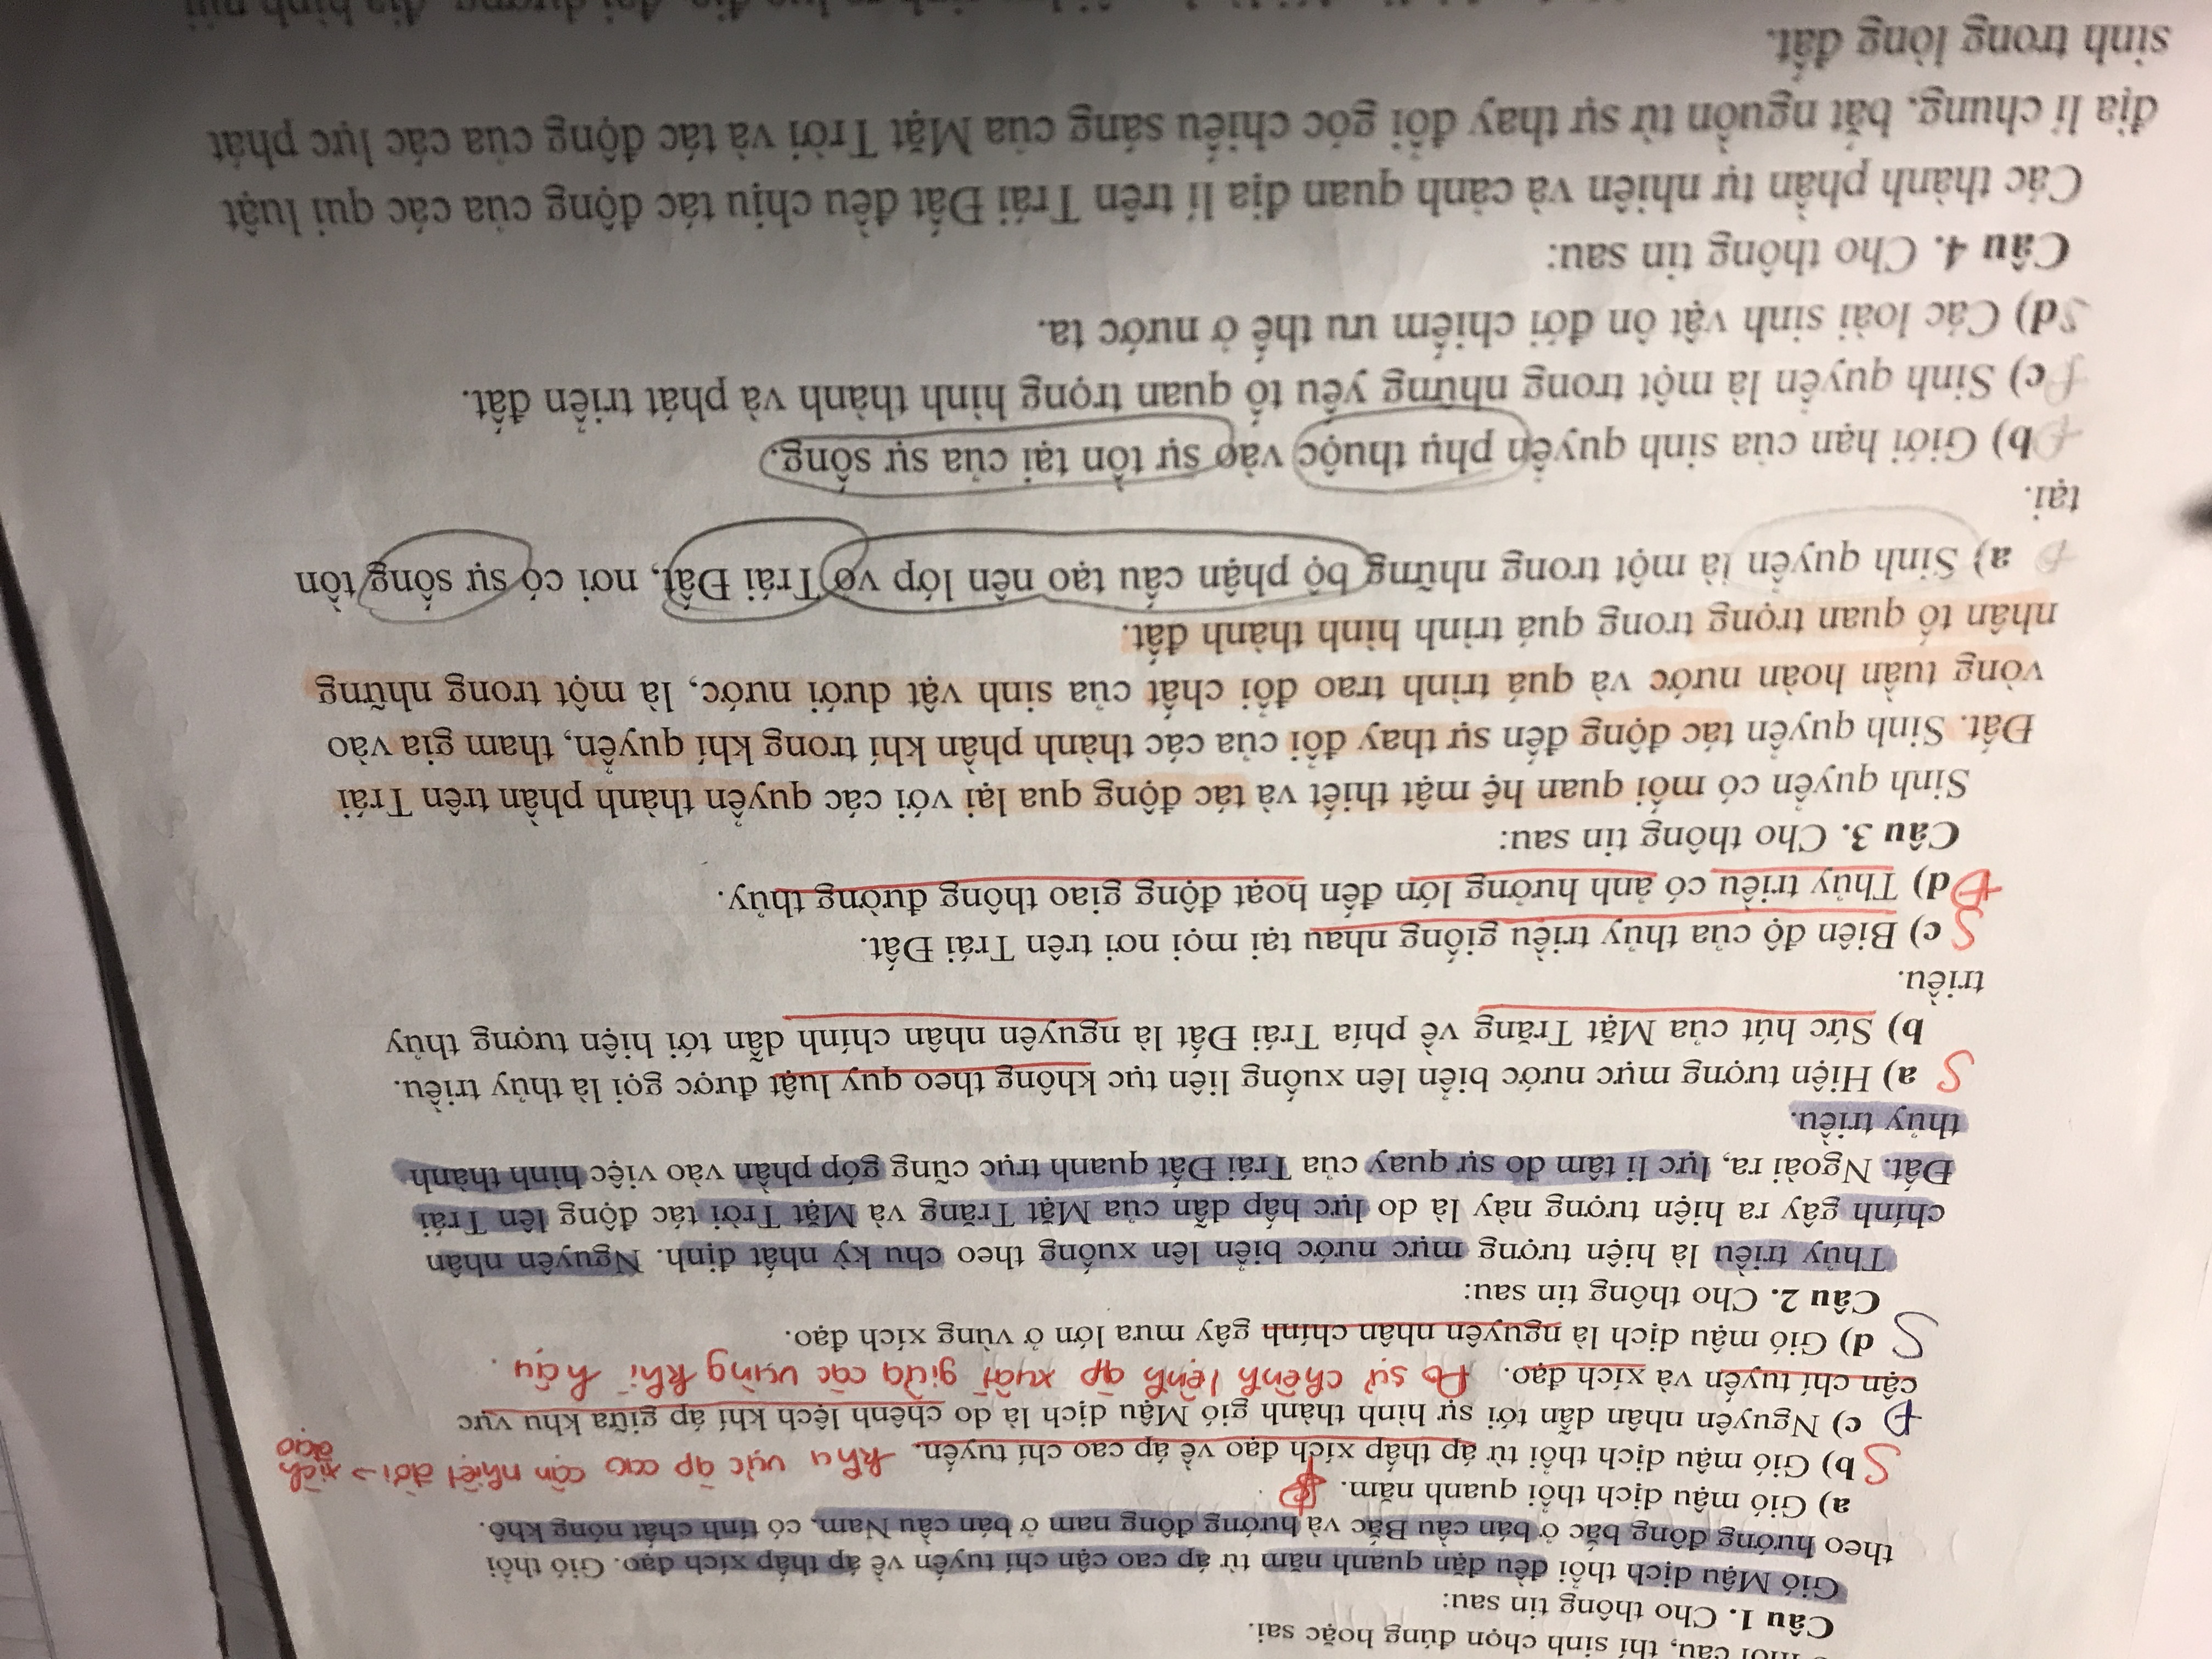 mỗi câu, thí sinh chọn đúng hoặc sai.
Câu 1. Cho thông tin sau:
Gió Mậu dịch thổi đều đặn quanh năm từ áp cao cận chí tuyến về áp thấp xích đạo. Gió thổi
theo hướng đông bắc ở bán cầu Bắc và hướng đông nam ở bán cầu Nam, có tính chất nóng khô.
a) Gió mậu dịch thổi quanh năm. Đ
S b) Gió mậu dịch thổi từ áp thấp xích đạo về áp cao chí tuyến. khu vực áp cao cận nhiệt đới → xích
đạo
Đ c) Nguyên nhân dẫn tới sự hình thành gió Mậu dịch là do chênh lệch khí áp giữa khu vực
cận chí tuyến và xích đạo. Do sự chênh lệnh áp xuất giữa các vùng khí hậu.
S d) Gió mậu dịch là nguyên nhân chính gây mưa lớn ở vùng xích đạo.
Câu 2. Cho thông tin sau:
Thủy triều là hiện tượng mực nước biển lên xuống theo chu kỳ nhất định. Nguyên nhân
chính gây ra hiện tượng này là do lực hấp dẫn của Mặt Trăng và Mặt Trời tác động lên Trái
Đất. Ngoài ra, lực li tâm do sự quay của Trái Đất quanh trục cũng góp phần vào việc hình thành
thủy triều.
S a) Hiện tượng mực nước biển lên xuống liên tục không theo quy luật được gọi là thủy triều.
b) Sức hút của Mặt Trăng về phía Trái Đất là nguyên nhân chính dẫn tới hiện tượng thủy
triều.
S c) Biên độ của thủy triều giống nhau tại mọi nơi trên Trái Đất.
Đ d) Thủy triều có ảnh hưởng lớn đến hoạt động giao thông đường thủy.
Câu 3. Cho thông tin sau:
Sinh quyển có mối quan hệ mật thiết và tác động qua lại với các quyển thành phần trên Trái
Đất. Sinh quyển tác động đến sự thay đổi của các thành phần khí trong khí quyển, tham gia vào
vòng tuần hoàn nước và quá trình trao đổi chất của sinh vật dưới nước, là một trong những
nhân tố quan trọng trong quá trình hình thành đất.
Đ a) Sinh quyển là một trong những bộ phận cấu tạo nên lớp vỏ Trái Đất, nơi có sự sống tồn
tại.
Đ b) Giới hạn của sinh quyển phụ thuộc vào sự tồn tại của sự sống.
Đ c) Sinh quyển là một trong những yếu tố quan trọng hình thành và phát triển đất.
S d) Các loài sinh vật ôn đới chiếm ưu thế ở nước ta.
Câu 4. Cho thông tin sau:
Các thành phần tự nhiên và cảnh quan địa lí trên Trái Đất đều chịu tác động của các qui luật
địa lí chung, bắt nguồn từ sự thay đổi góc chiếu sáng của Mặt Trời và tác động của các lực phát
sinh trong lòng đất.